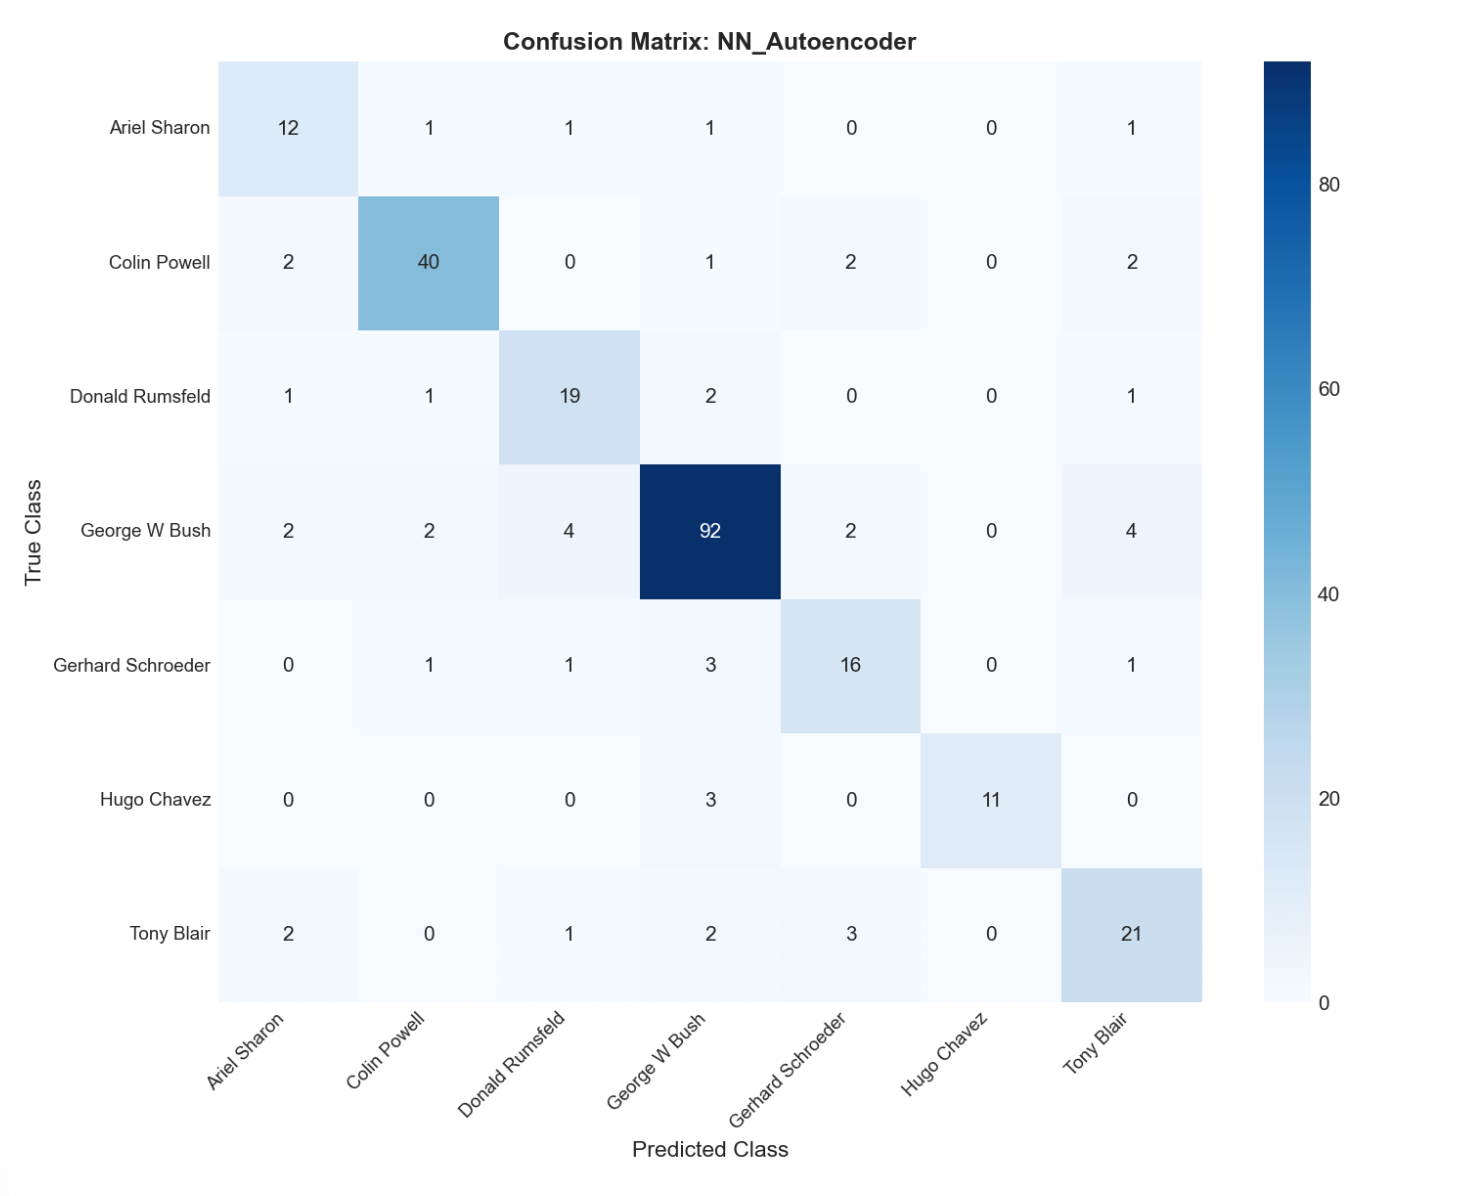 Confusion Matrix: NN_Autoencoder
Ariel Sharon 12 1 1 1 0 0 1
Colin Powell 2 40 0 1 2 0 2
Donald Rumsfeld 1 1 19 2 0 0 1
George W Bush 2 2 4 92 2 0 4
Gerhard Schroeder 0 1 1 3 16 0 1
Hugo Chavez 0 0 0 3 0 11 0
Tony Blair 2 0 1 2 3 0 21
True Class
Ariel Sharon
Colin Powell
Donald Rumsfeld
George W Bush
Gerhard Schroeder
Hugo Chavez
Tony Blair
Predicted Class
80
60
40
20
0